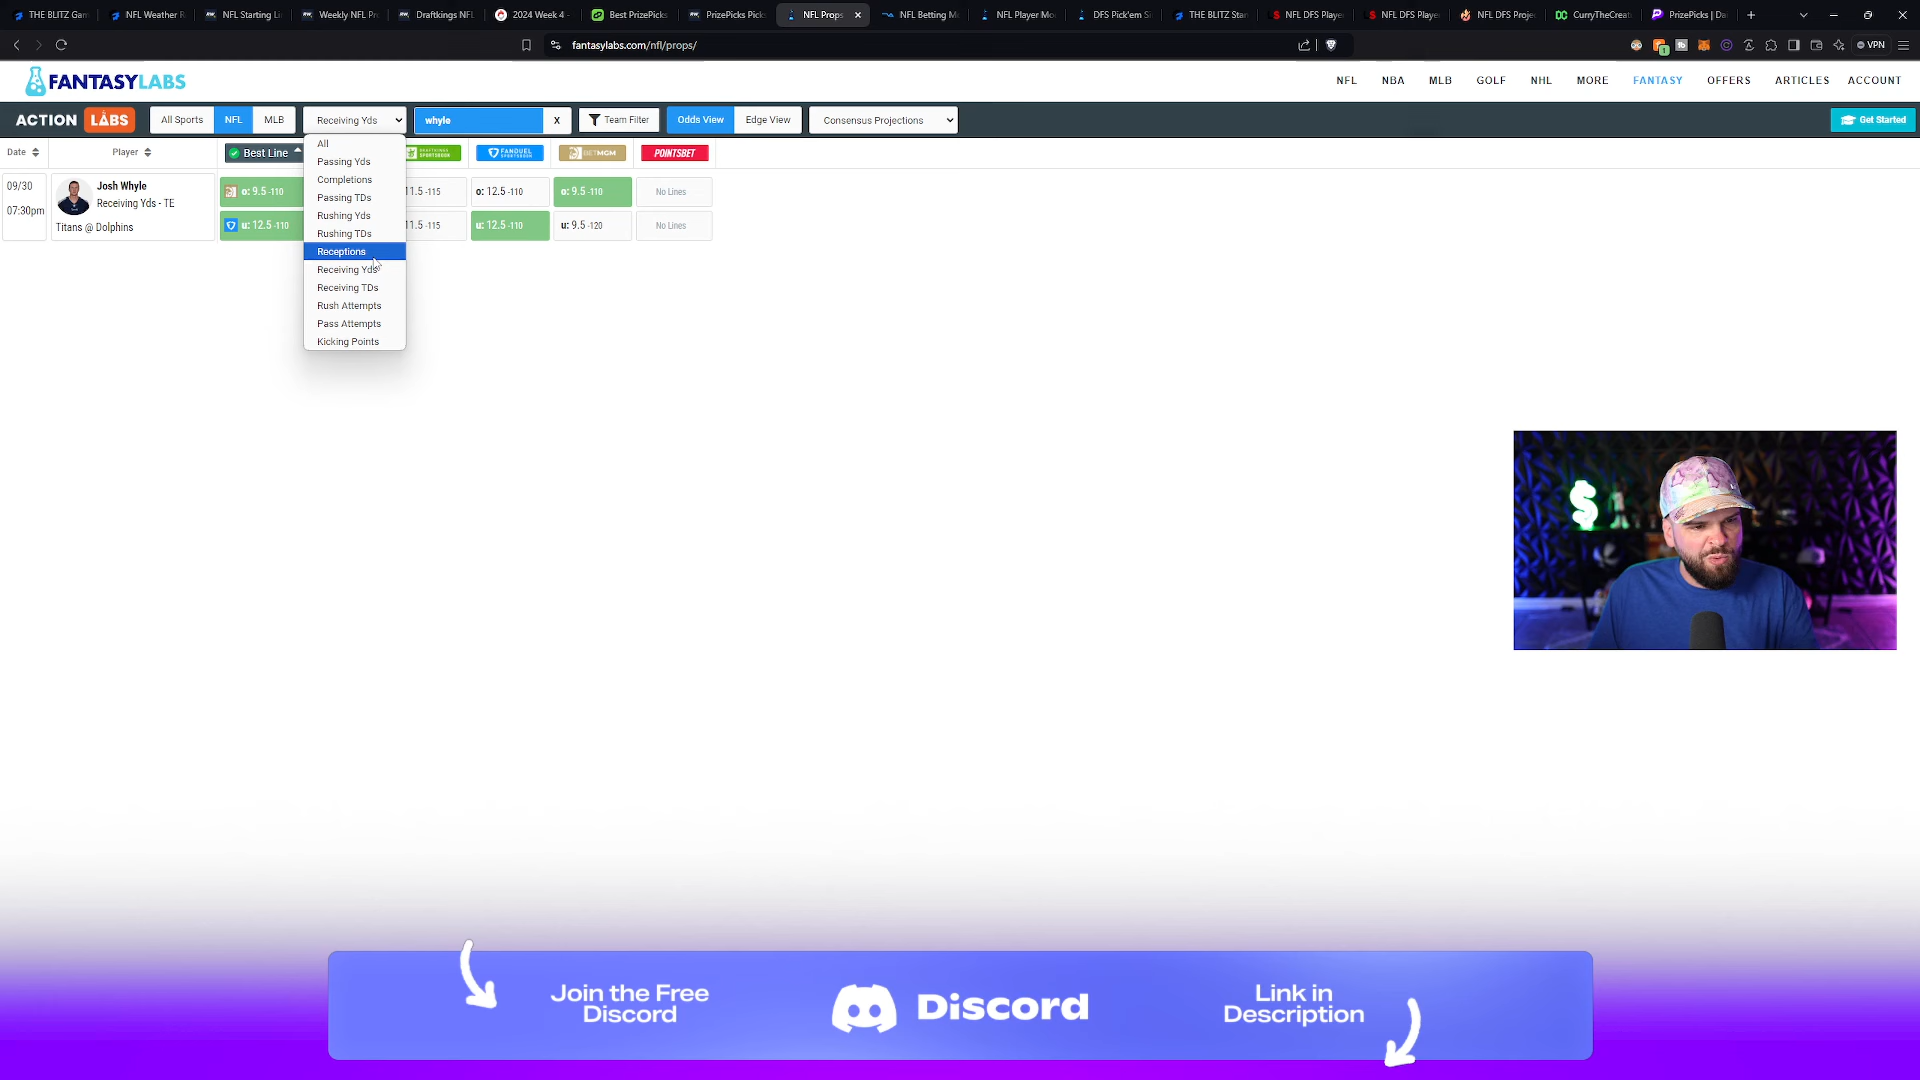 THE BLITZ Gam
NFL Weather R
NFL Starting Li
Weekly NFL Pr
Draftkings NFL
2024 Week 4 -
Best PrizePicks
PrizePicks Pick
NFL Props
NFL Betting Mo
NFL Player Mo
DFS Pick'em Si
THE BLITZ Star
NFL DFS Playe
NFL DFS Player
NFL DFS Projec
CurryTheCreat
PrizePicks | Da
fantasylabs.com/nfl/props/
VPN
FANTASYLABS
NFL NBA MLB GOLF NHL MORE FANTASY OFFERS ARTICLES ACCOUNT
ACTION LABS
All Sports NFL MLB
Receiving Yds
whyle X
Team Filter
Odds View Edge View
Consensus Projections
Get Started
Date Player Best Line
SPORTSBOOK
FANDUEL SPORTSBOOK
BETMGM
POINTSBET
09/30
07:30pm
Josh Whyle
Receiving Yds - TE
Titans @ Dolphins
o: 9.5 -110
11.5 -115
o: 12.5 -110
o: 9.5 -110
No Lines
u: 12.5 -110
11.5 -115
u: 12.5 -110
u: 9.5 -120
No Lines
All
Passing Yds
Completions
Passing TDs
Rushing Yds
Rushing TDs
Receptions
Receiving Yds
Receiving TDs
Rush Attempts
Pass Attempts
Kicking Points
$
Join the Free
Discord
Discord
Link in
Description